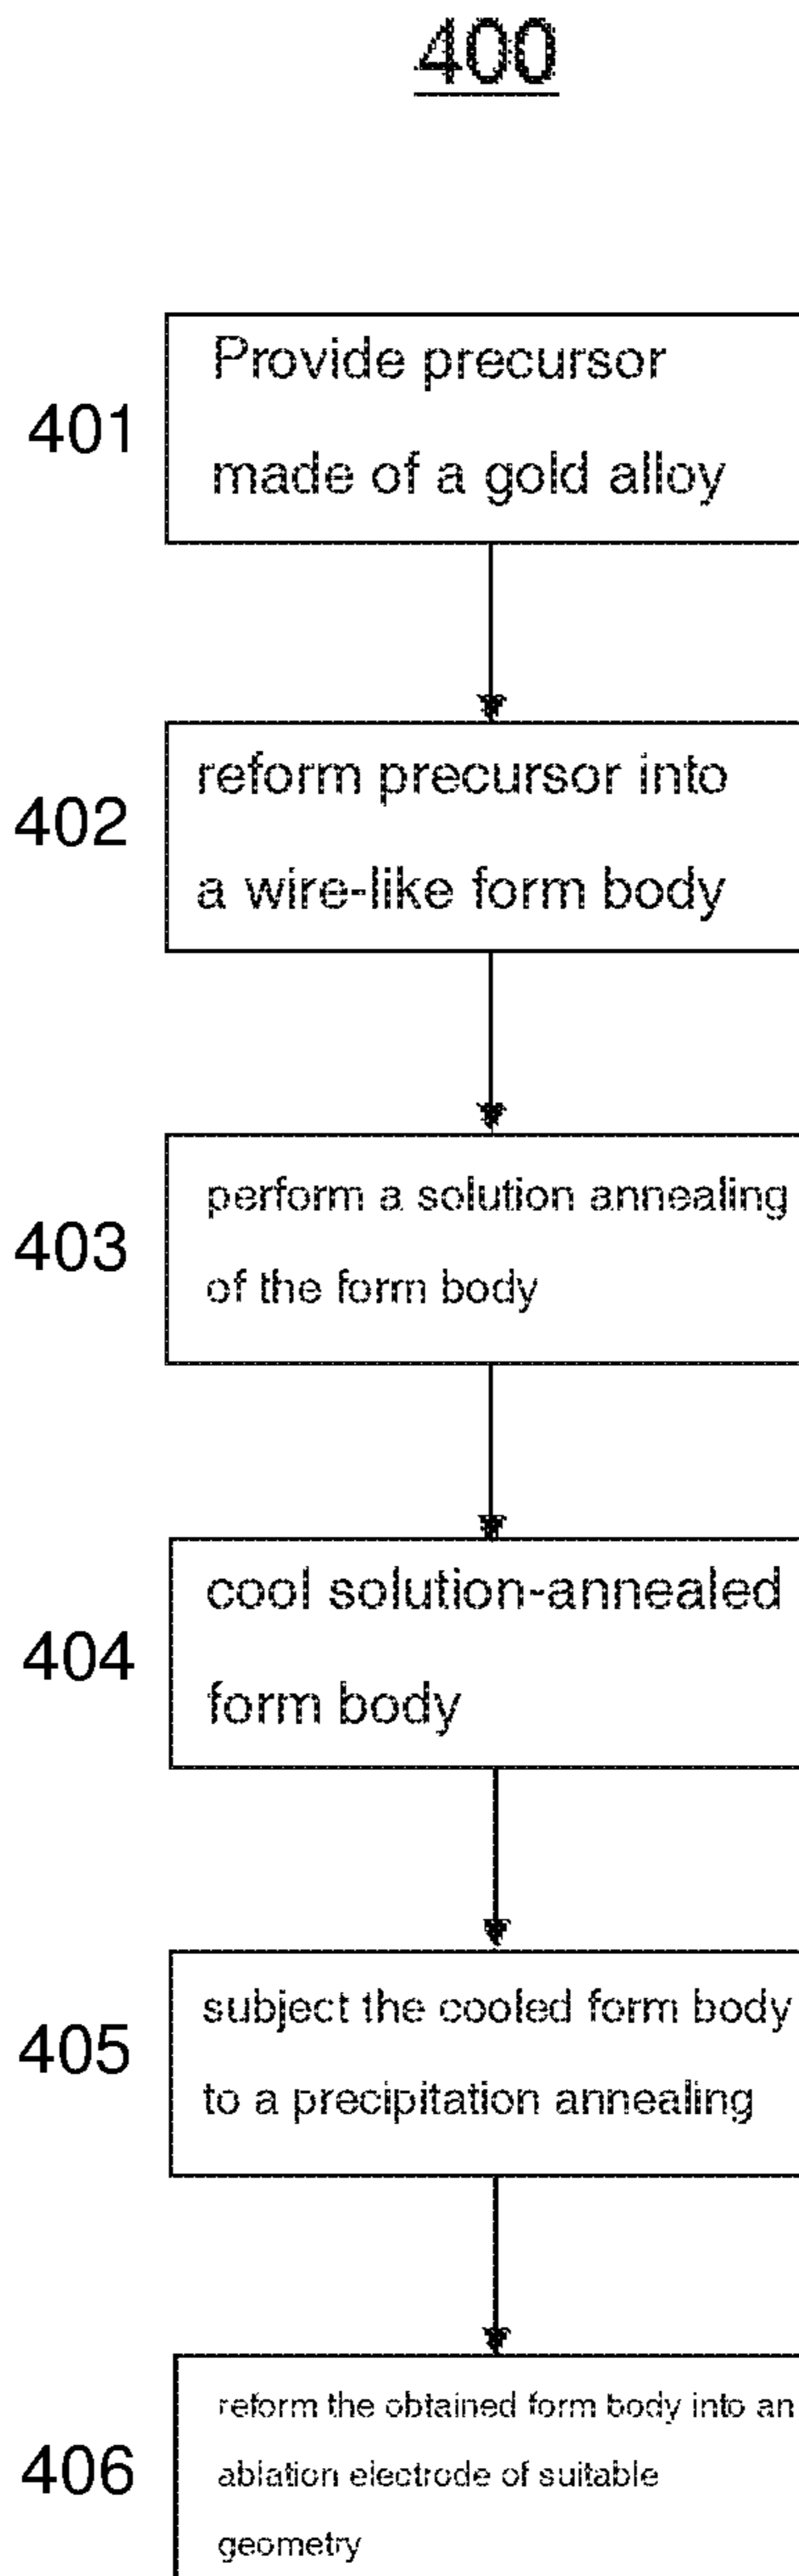 400
401
Provide precursor
made of a gold alloy
402
reform precursor into
a wire-like form body
403
perform a solution annealing
of the form body
404
cool solution-annealed
form body
405
subject the cooled form body
to a precipitation annealing
406
reform the obtained form body into an
ablation electrode of suitable
geometry